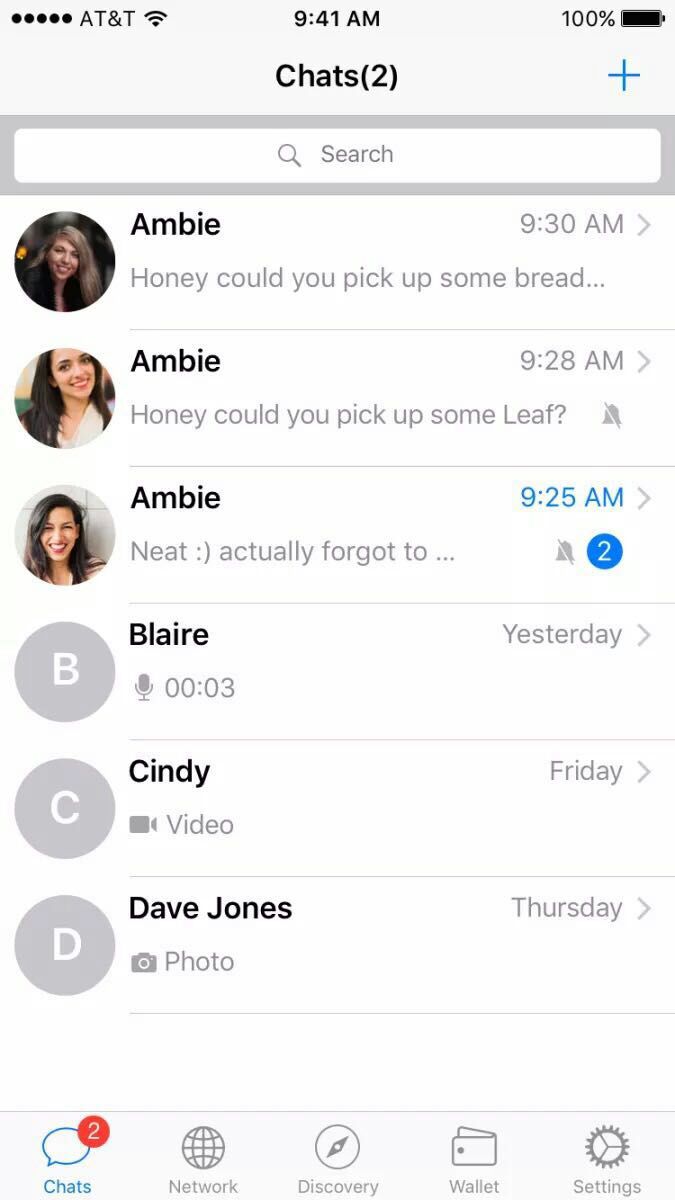 AT&T 9:41 AM 100%
Chats(2)
Search
Ambie 9:30 AM
Honey could you pick up some bread...
Ambie 9:28 AM
Honey could you pick up some Leaf?
Ambie 9:25 AM
Neat :) actually forgot to ... 2
B Blaire Yesterday
00:03
C Cindy Friday
Video
D Dave Jones Thursday
Photo
2
Chats Network Discovery Wallet Settings